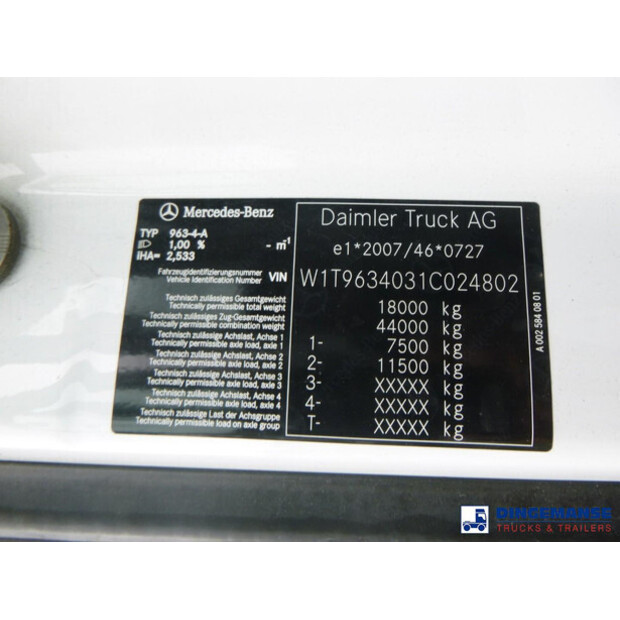 Mercedes-Benz
TYP 963-4-A
1,00 % - m-1
IHA= 2,533
Fahrzeugidentifizierungsnummer
Vehicle Identification Number VIN
Technisch zulässiges Gesamtgewicht
Technically permissible total weight
Technisch zulässiges Zug-Gesamtgewicht
Technically permissible combination weight
Technisch zulässige Achslast, Achse 1
Technically permissible axle load, axle 1
Technisch zulässige Achslast, Achse 2
Technically permissible axle load, axle 2
Technisch zulässige Achslast, Achse 3
Technically permissible axle load, axle 3
Technisch zulässige Achslast, Achse 4
Technically permissible axle load, axle 4
Technisch zulässige Last der Achsgruppe
Technically permissible load on axle group
Daimler Truck AG
e1*2007/46*0727
W1T9634031C024802
18000 kg
44000 kg
1- 7500 kg
2- 11500 kg
3- XXXXX kg
4- XXXXX kg
T- XXXXX kg
A 002 584 08 01
DINGEMANSE
TRUCKS & TRAILERS